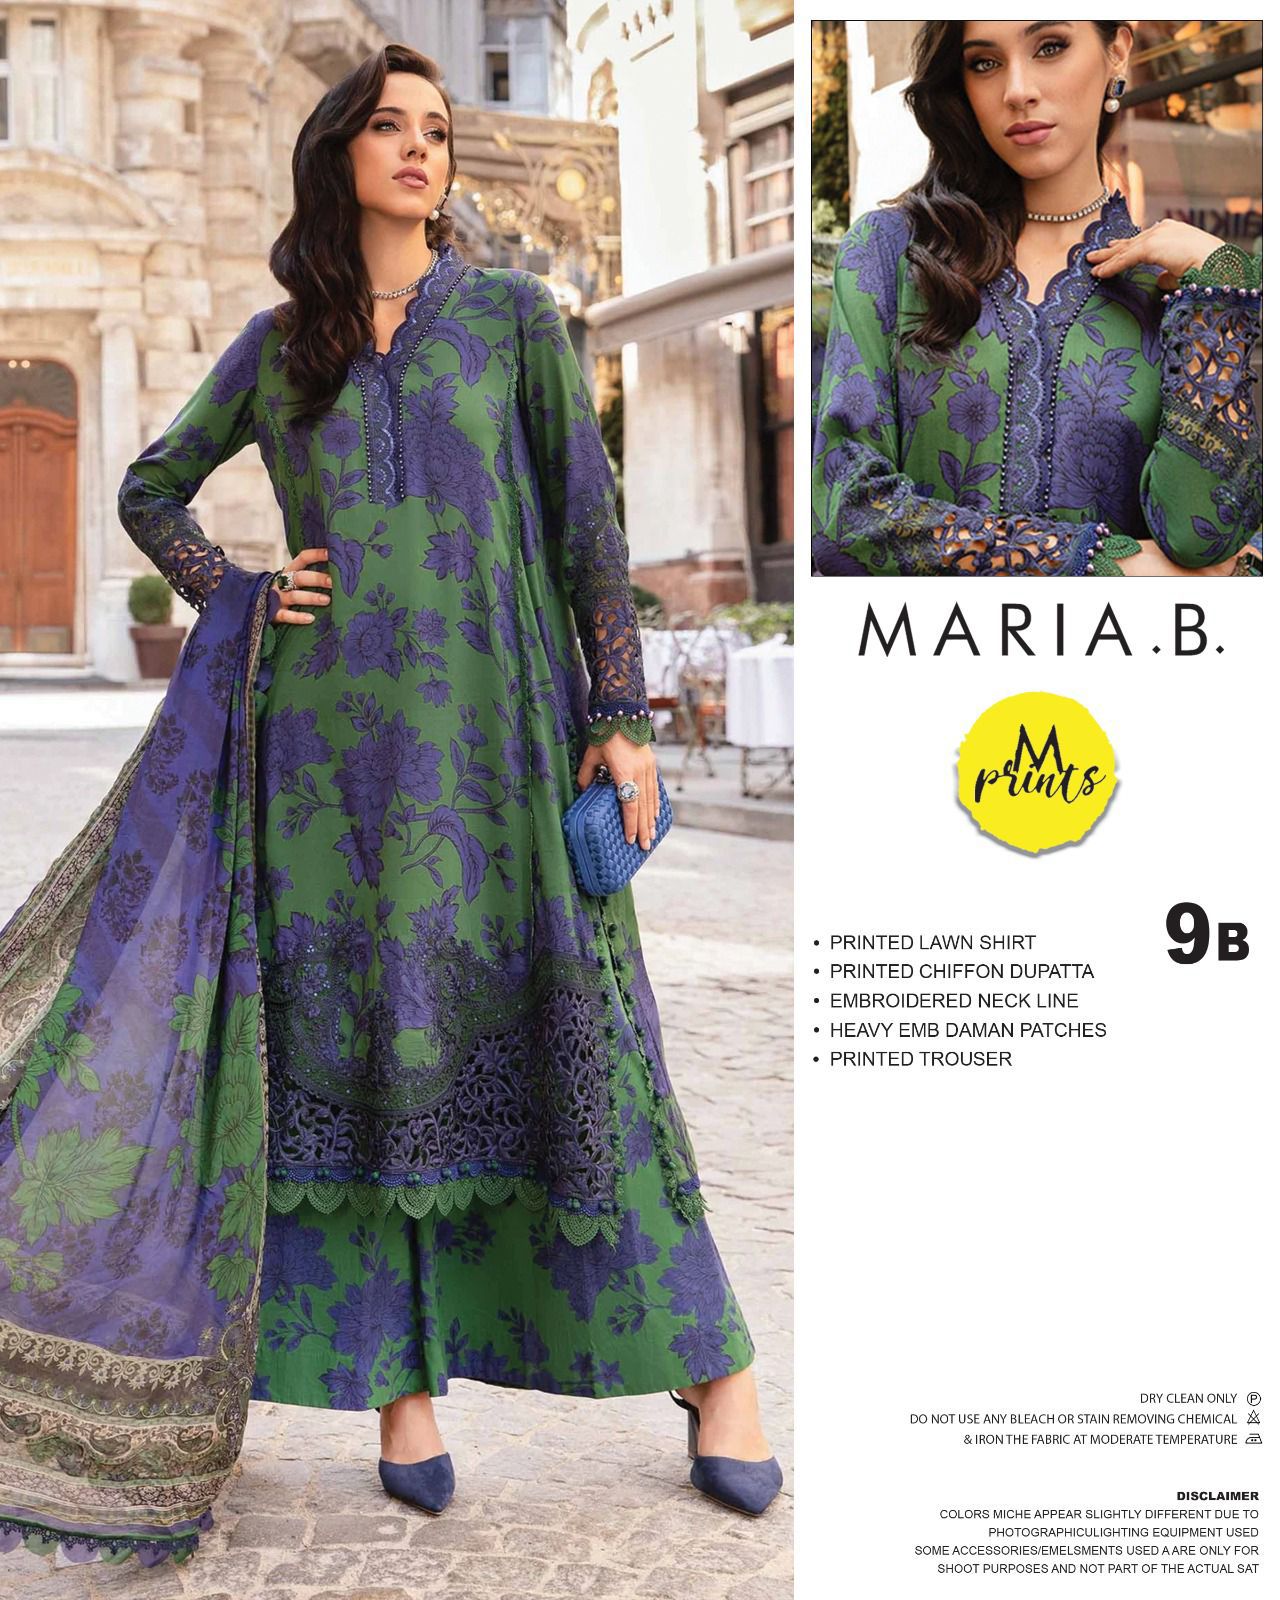 MARIA.B.
M
prints
9B
• PRINTED LAWN SHIRT
• PRINTED CHIFFON DUPATTA
• EMBROIDERED NECK LINE
• HEAVY EMB DAMAN PATCHES
• PRINTED TROUSER
DRY CLEAN ONLY Ⓟ
DO NOT USE ANY BLEACH OR STAIN REMOVING CHEMICAL
& IRON THE FABRIC AT MODERATE TEMPERATURE
DISCLAIMER
COLORS MICHE APPEAR SLIGHTLY DIFFERENT DUE TO
PHOTOGRAPHICULIGHTING EQUIPMENT USED
SOME ACCESSORIES/EMELSMENTS USED A ARE ONLY FOR
SHOOT PURPOSES AND NOT PART OF THE ACTUAL SAT